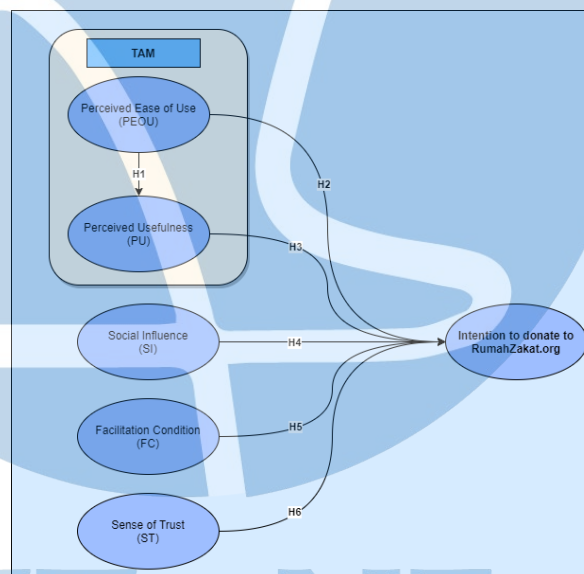 TAM
Perceived Ease of Use
(PEOU)
H1
H2
Perceived Usefulness
(PU)
H3
Social Influence
(SI)
H4
Intention to donate to
RumahZakat.org
Facilitation Condition
(FC)
H5
Sense of Trust
(ST)
H6